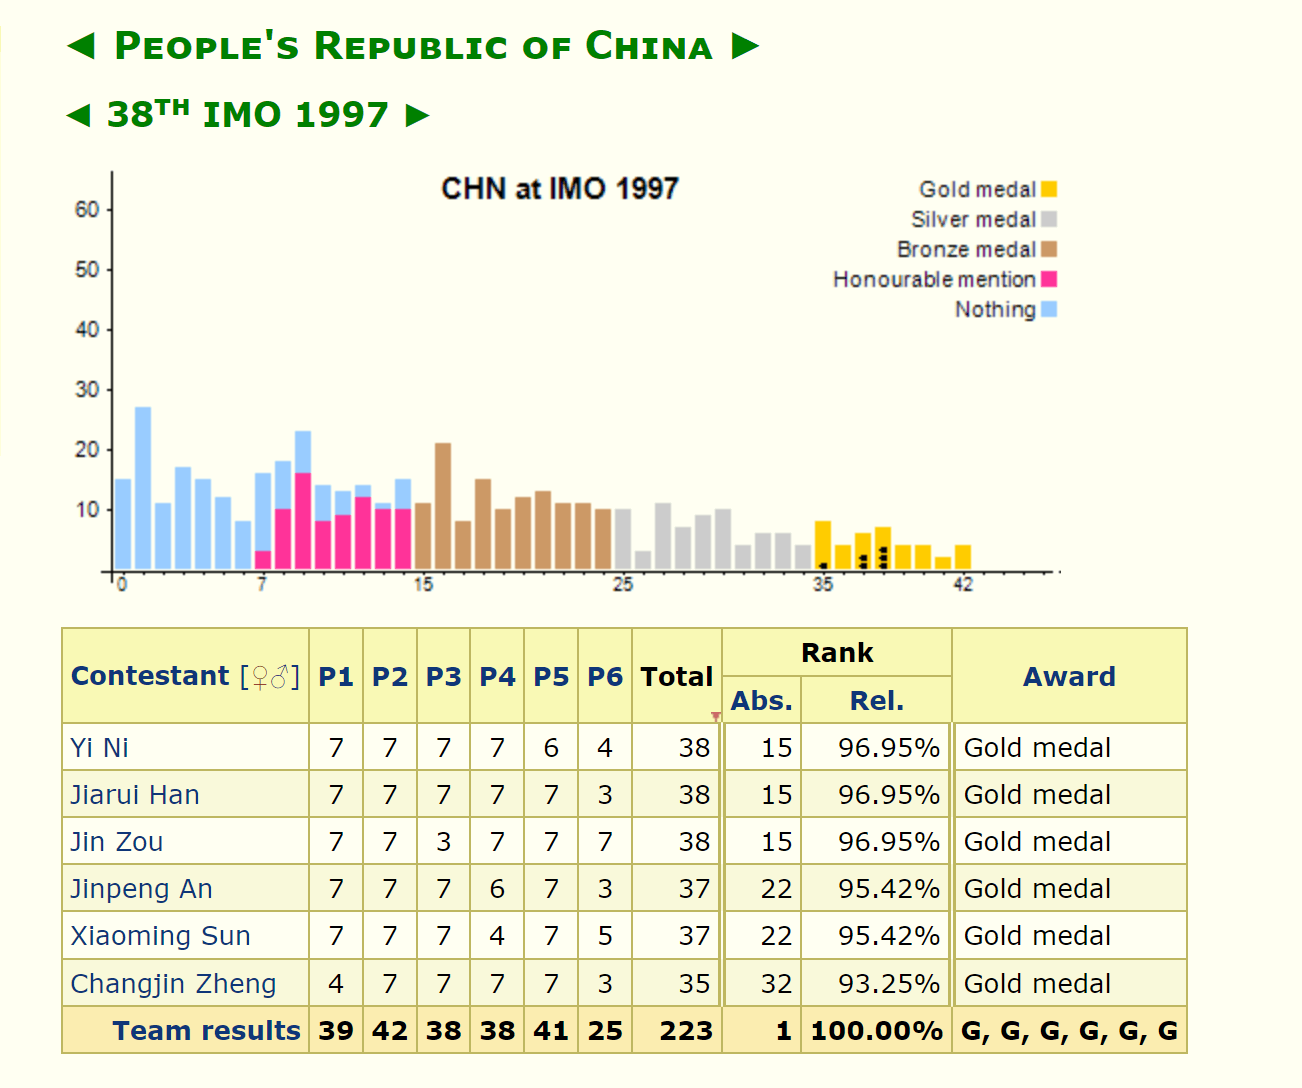 ◄ People's Republic of China ►
◄ 38TH IMO 1997 ►
CHN at IMO 1997
Gold medal
Silver medal
Bronze medal
Honourable mention
Nothing
60
50
40
30
20
10
0 7 15 25 35 42
Contestant [♀♂] P1 P2 P3 P4 P5 P6 Total Rank Award
Abs. Rel.
Yi Ni 7 7 7 7 6 4 38 15 96.95% Gold medal
Jiarui Han 7 7 7 7 7 3 38 15 96.95% Gold medal
Jin Zou 7 7 3 7 7 7 38 15 96.95% Gold medal
Jinpeng An 7 7 7 6 7 3 37 22 95.42% Gold medal
Xiaoming Sun 7 7 7 4 7 5 37 22 95.42% Gold medal
Changjin Zheng 4 7 7 7 7 3 35 32 93.25% Gold medal
Team results 39 42 38 38 41 25 223 1 100.00% G, G, G, G, G, G